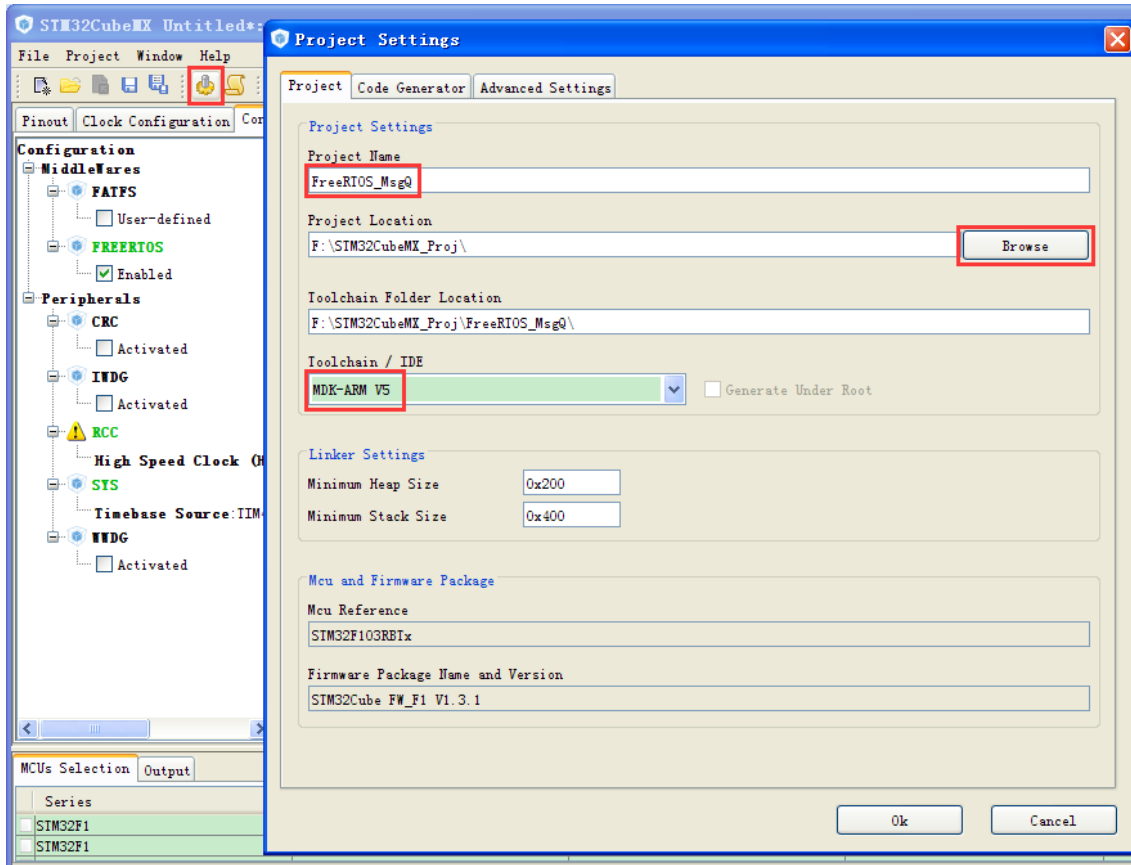 STM32CubeMX Untitled*:
File Project Window Help
Pinout Clock Configuration Con
Configuration
MiddleWares
FATFS
User-defined
FREERTOS
Enabled
Peripherals
CRC
Activated
IWDG
Activated
RCC
High Speed Clock (H
SYS
Timebase Source:TIM4
WWDG
Activated
MCUs Selection Output
Series
STM32F1
STM32F1
Project Settings
Project Code Generator Advanced Settings
Project Settings
Project Name
FreeRTOS_MsgQ
Project Location
F:\STM32CubeMX_Proj\ Browse
Toolchain Folder Location
F:\STM32CubeMX_Proj\FreeRTOS_MsgQ\
Toolchain / IDE
MDK-ARM V5 Generate Under Root
Linker Settings
Minimum Heap Size 0x200
Minimum Stack Size 0x400
Mcu and Firmware Package
Mcu Reference
STM32F103RBTx
Firmware Package Name and Version
STM32Cube FW_F1 V1.3.1
Ok Cancel